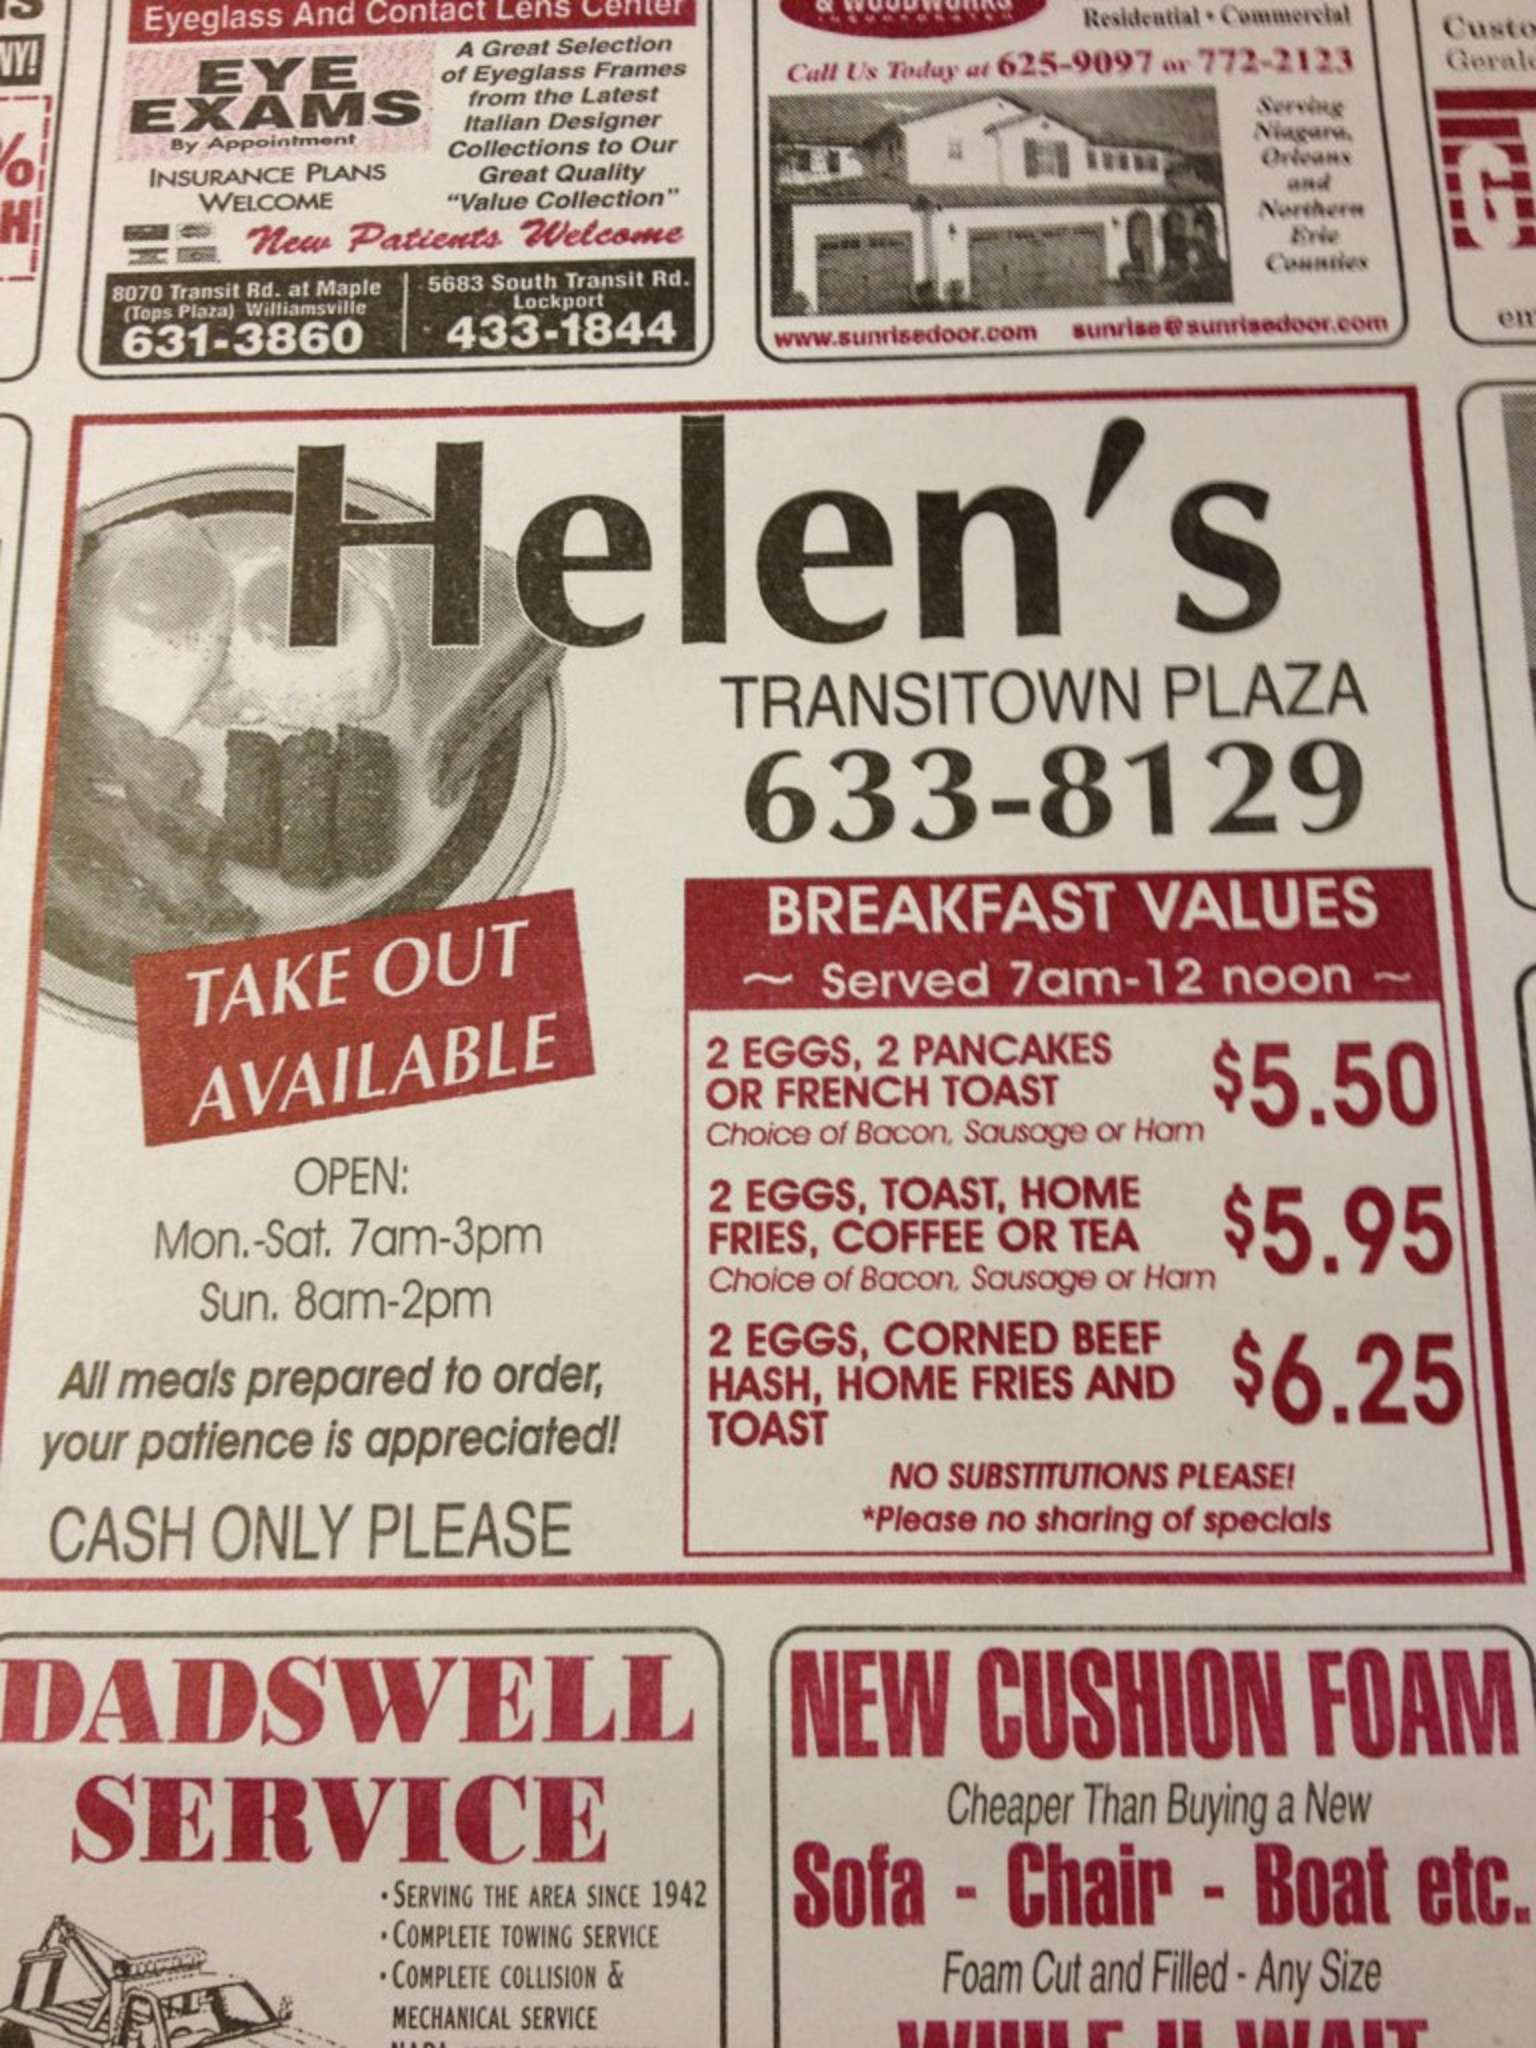 Eyeglass And Contact Lens Center
EYE
EXAMS
By Appointment
INSURANCE PLANS
WELCOME
A Great Selection
of Eyeglass Frames
from the Latest
Italian Designer
Collections to Our
Great Quality
"Value Collection"
New Patients Welcome
8070 Transit Rd. at Maple
(Tops Plaza) Williamsville
631-3860
5683 South Transit Rd.
Lockport
433-1844
& WOODWORKS
INCORPORATED
Residential • Commercial
Call Us Today at 625-9097 or 772-2123
Serving
Niagara,
Orleans
and
Northern
Erie
Counties
www.sunrisedoor.com sunrise@sunrisedoor.com
Helen's
TRANSITOWN PLAZA
633-8129
TAKE OUT
AVAILABLE
OPEN:
Mon.-Sat. 7am-3pm
Sun. 8am-2pm
All meals prepared to order,
your patience is appreciated!
CASH ONLY PLEASE
BREAKFAST VALUES
~ Served 7am-12 noon ~
2 EGGS, 2 PANCAKES
OR FRENCH TOAST
Choice of Bacon, Sausage or Ham
$5.50
2 EGGS, TOAST, HOME
FRIES, COFFEE OR TEA
Choice of Bacon, Sausage or Ham
$5.95
2 EGGS, CORNED BEEF
HASH, HOME FRIES AND
TOAST
$6.25
NO SUBSTITUTIONS PLEASE!
*Please no sharing of specials
DADSWELL
SERVICE
• SERVING THE AREA SINCE 1942
• COMPLETE TOWING SERVICE
• COMPLETE COLLISION &
MECHANICAL SERVICE
NEW CUSHION FOAM
Cheaper Than Buying a New
Sofa - Chair - Boat etc.
Foam Cut and Filled - Any Size
WHILE U WAIT